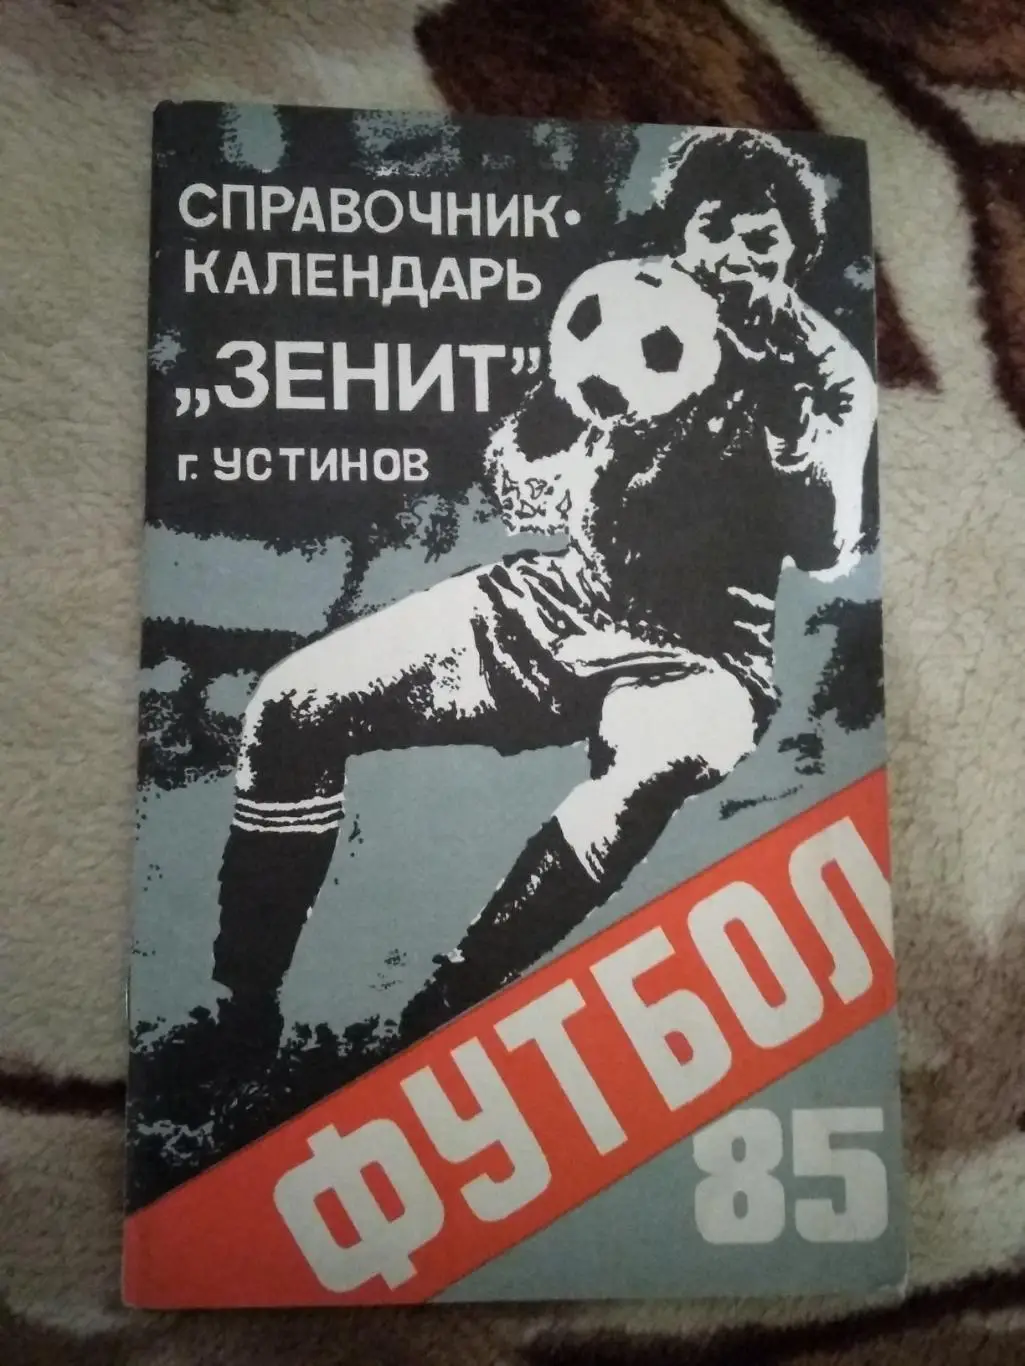 СПРАВОЧНИК·
КАЛЕНДАРЬ
„ЗЕНИТ”
г. УСТИНОВ
ФУТБОЛ
85